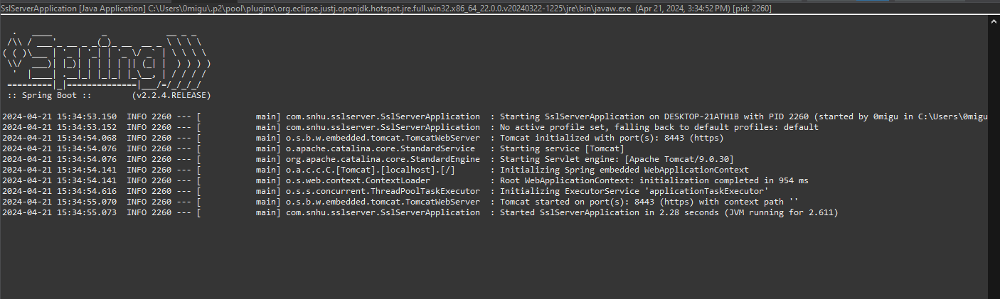 SslServerApplication [Java Application] C:\Users\0migu\.p2\pool\plugins\org.eclipse.justj.openjdk.hotspot.jre.full.win32.x86_64_22.0.0.v20240322-1225\jre\bin\javaw.exe (Apr 21, 2024, 3:34:52 PM) [pid: 2260]
  .   ____          _            __ _ _
 /\\ / ___'_ __ _ _(_)_ __  __ _ \ \ \ \
( ( )\___ | '_ | '_| | '_ \/ _` | \ \ \ \
 \\/  ___)| |_)| | | | | || (_| |  ) ) ) )
  '  |____| .__|_| |_|_| |_\__, | / / / /
 =========|_|==============|___/=/_/_/_/
 :: Spring Boot ::        (v2.2.4.RELEASE)
2024-04-21 15:34:53.150  INFO 2260 --- [           main] com.snhu.sslserver.SslServerApplication  : Starting SslServerApplication on DESKTOP-21ATH1B with PID 2260 (started by 0migu in C:\Users\0migu
2024-04-21 15:34:53.152  INFO 2260 --- [           main] com.snhu.sslserver.SslServerApplication  : No active profile set, falling back to default profiles: default
2024-04-21 15:34:54.068  INFO 2260 --- [           main] o.s.b.w.embedded.tomcat.TomcatWebServer  : Tomcat initialized with port(s): 8443 (https)
2024-04-21 15:34:54.076  INFO 2260 --- [           main] o.apache.catalina.core.StandardService   : Starting service [Tomcat]
2024-04-21 15:34:54.076  INFO 2260 --- [           main] org.apache.catalina.core.StandardEngine  : Starting Servlet engine: [Apache Tomcat/9.0.30]
2024-04-21 15:34:54.141  INFO 2260 --- [           main] o.a.c.c.C.[Tomcat].[localhost].[/]       : Initializing Spring embedded WebApplicationContext
2024-04-21 15:34:54.141  INFO 2260 --- [           main] o.s.web.context.ContextLoader            : Root WebApplicationContext: initialization completed in 954 ms
2024-04-21 15:34:54.616  INFO 2260 --- [           main] o.s.s.concurrent.ThreadPoolTaskExecutor  : Initializing ExecutorService 'applicationTaskExecutor'
2024-04-21 15:34:55.070  INFO 2260 --- [           main] o.s.b.w.embedded.tomcat.TomcatWebServer  : Tomcat started on port(s): 8443 (https) with context path ''
2024-04-21 15:34:55.073  INFO 2260 --- [           main] com.snhu.sslserver.SslServerApplication  : Started SslServerApplication in 2.28 seconds (JVM running for 2.611)